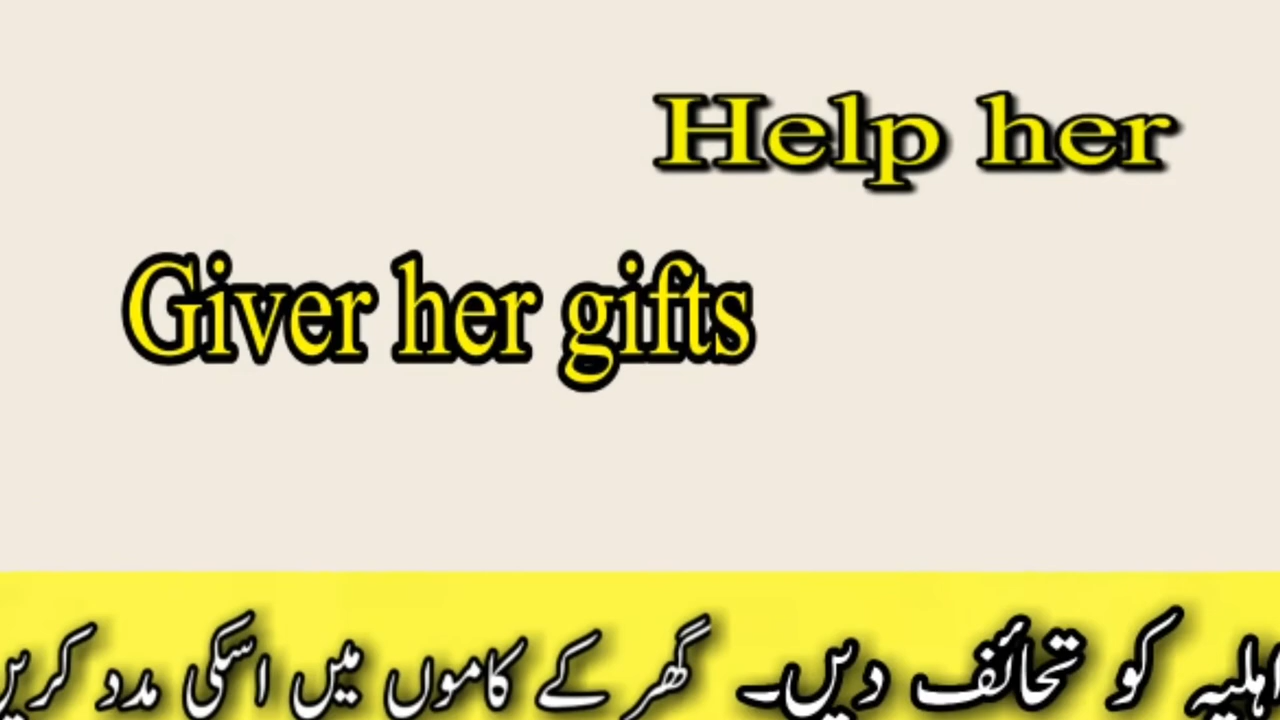 Help her
Giver her gifts
اہلیہ کو تحائف دیں۔ گھر کے کاموں میں اسکی مدد کریں